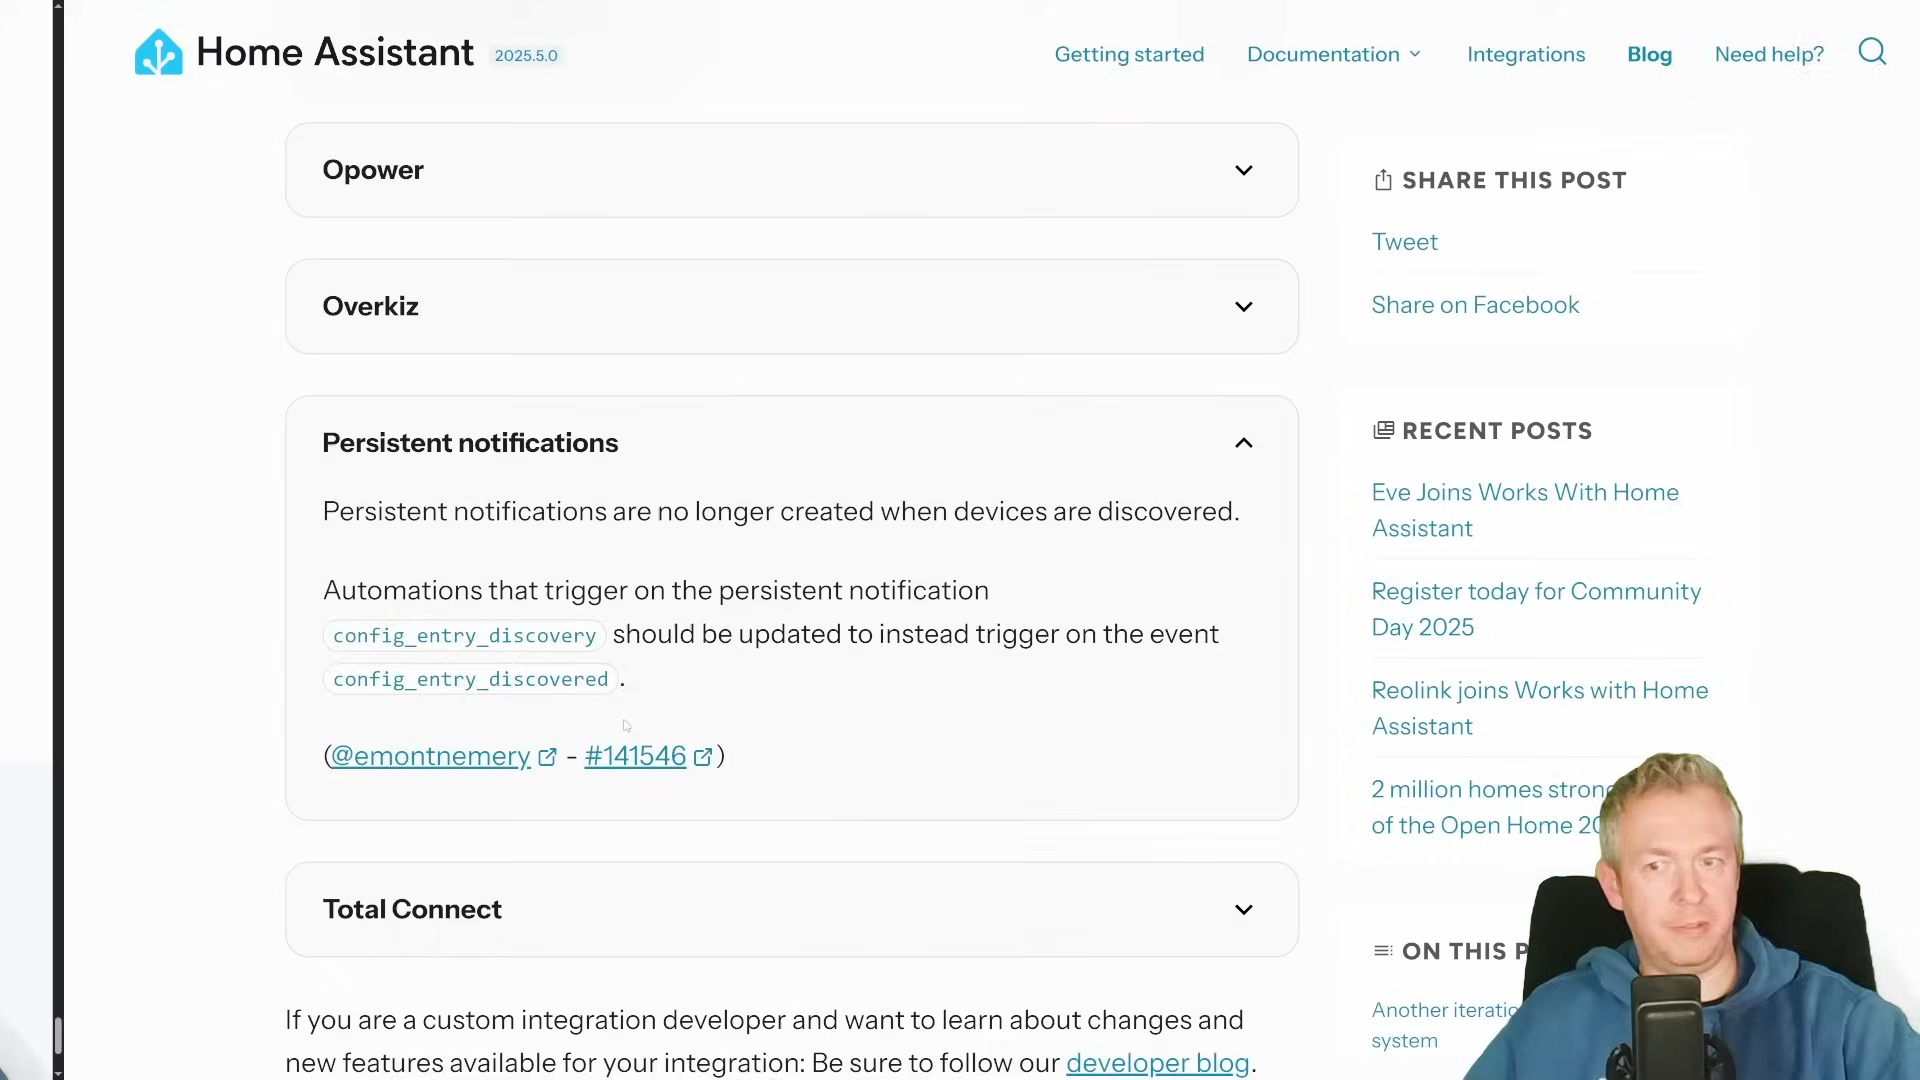 Home Assistant 2025.5.0
Getting started Documentation Integrations Blog Need help?
Opower
Overkiz
Persistent notifications
Persistent notifications are no longer created when devices are discovered.
Automations that trigger on the persistent notification
config_entry_discovery should be updated to instead trigger on the event
config_entry_discovered .
(@emontnemery - #141546 )
Total Connect
If you are a custom integration developer and want to learn about changes and
new features available for your integration: Be sure to follow our developer blog.
SHARE THIS POST
Tweet
Share on Facebook
RECENT POSTS
Eve Joins Works With Home
Assistant
Register today for Community
Day 2025
Reolink joins Works with Home
Assistant
2 million homes
of the Open Home
ON THIS
Another
system